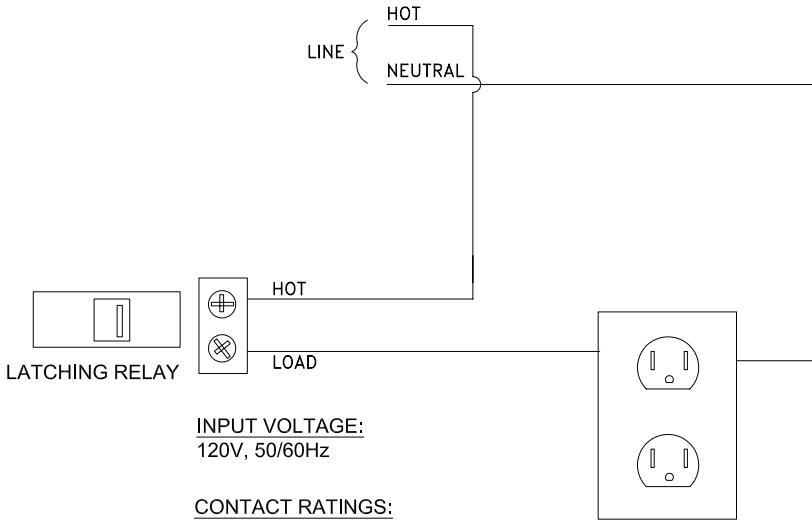 HOT
LINE
NEUTRAL
HOT
LOAD
LATCHING RELAY
INPUT VOLTAGE:
120V, 50/60Hz
CONTACT RATINGS: